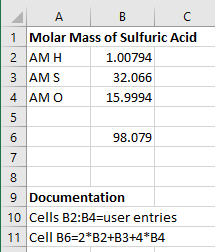 A B C
1 Molar Mass of Sulfuric Acid
2 AM H 1.00794
3 AM S 32.066
4 AM O 15.9994
5
6 98.079
7
8
9 Documentation
10 Cells B2:B4=user entries
11 Cell B6=2*B2+B3+4*B4